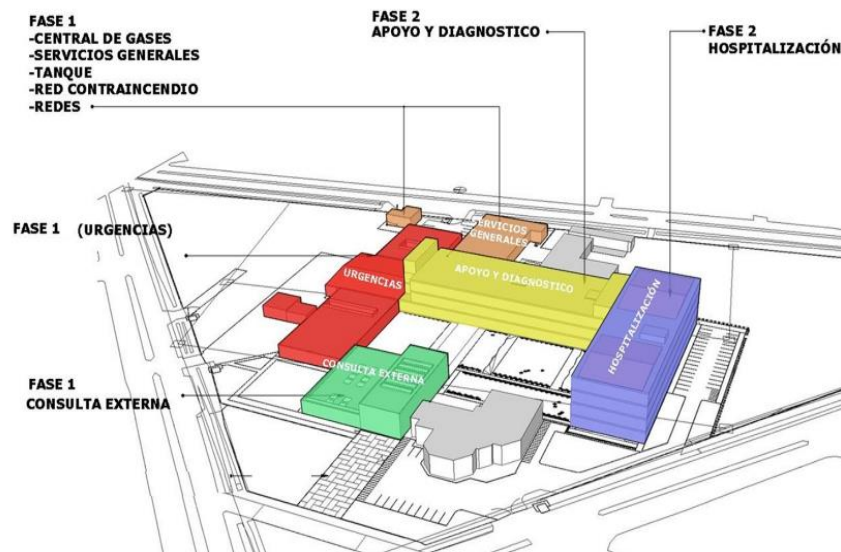 FASE 1
-CENTRAL DE GASES
-SERVICIOS GENERALES
-TANQUE
-RED CONTRAINCENDIO
-REDES
FASE 2
APOYO Y DIAGNOSTICO
FASE 2
HOSPITALIZACIÓN
FASE 1 (URGENCIAS)
SERVICIOS
GENERALES
URGENCIAS
APOYO Y DIAGNOSTICO
HOSPITALIZACIÓN
CONSULTA EXTERNA
FASE 1
CONSULTA EXTERNA